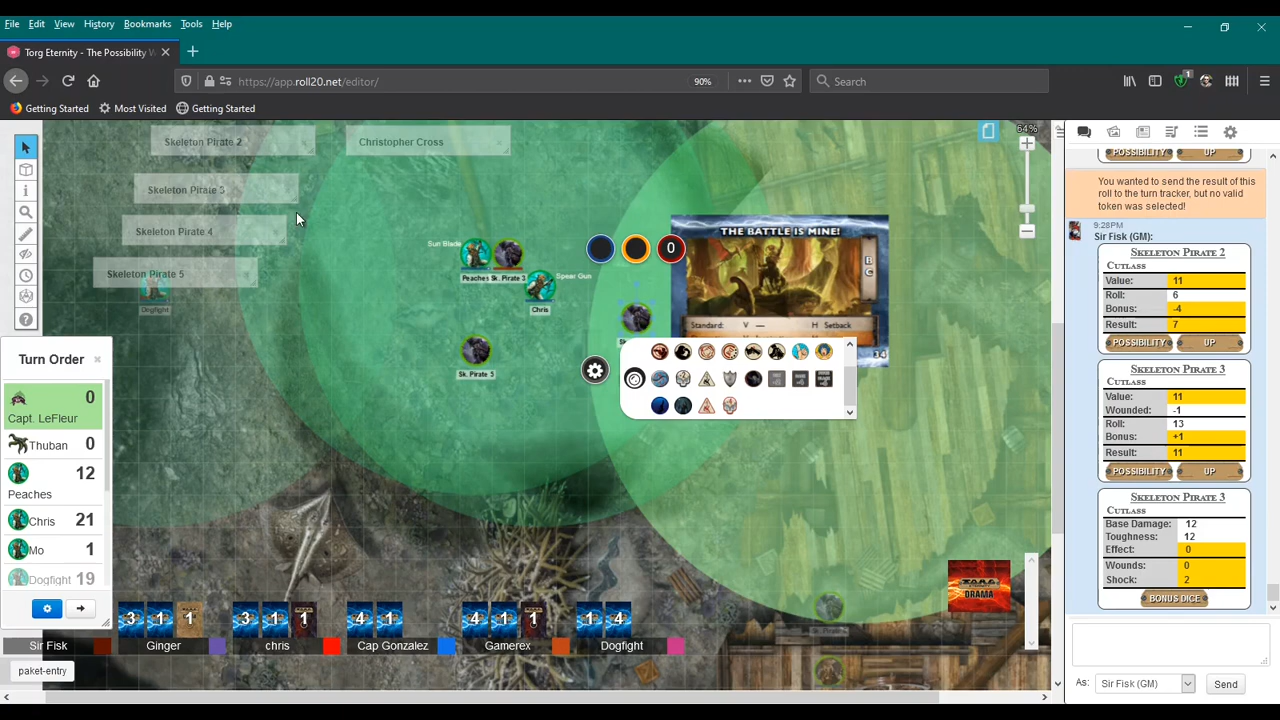 File Edit View History Bookmarks Tools Help
Torg Eternity - The Possibility W
https://app.roll20.net/editor/
90%
Search
Getting Started
Most Visited
Getting Started
64%
Skeleton Pirate 2
Christopher Cross
Skeleton Pirate 3
Skeleton Pirate 4
Skeleton Pirate 5
Dogfight
Sun Blade
Peaches
Sk. Pirate 3
Spear Gun
Chris
Sk. Pirate 5
0
THE BATTLE IS MINE!
B
C
Standard: V — H Setback
14
Turn Order
Capt. LeFleur 0
Thuban 0
Peaches 12
Chris 21
Mo 1
Dogfight 19
3 1 1
3 1 1
4 1
4 1 1
1 4
TORG
ETERNITY
DRAMA
Sir Fisk
Ginger
chris
Cap Gonzalez
Gamerex
Dogfight
paket-entry
POSSIBILITY UP
You wanted to send the result of this
roll to the turn tracker, but no valid
token was selected!
9:28PM
Sir Fisk (GM):
SKELETON PIRATE 2
CUTLASS
Value: 11
Roll: 6
Bonus: -4
Result: 7
POSSIBILITY UP
SKELETON PIRATE 3
CUTLASS
Value: 11
Wounded: -1
Roll: 13
Bonus: +1
Result: 11
POSSIBILITY UP
SKELETON PIRATE 3
CUTLASS
Base Damage: 12
Toughness: 12
Effect: 0
Wounds: 0
Shock: 2
BONUS DICE
As: Sir Fisk (GM)
Send